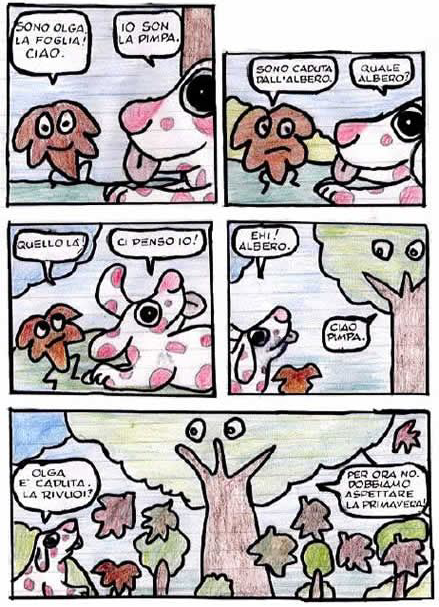 SONO OLGA,
LA FOGLIA!
CIAO.
IO SON
LA PIMPA.
SONO CADUTA
DALL'ALBERO.
QUALE
ALBERO?
QUELLO LA'!
CI PENSO IO!
EHI!
ALBERO.
CIAO
PIMPA.
OLGA
E' CADUTA.
LA RIVUOI?
PER ORA NO.
DOBBIAMO
ASPETTARE
LA PRIMAVERA!